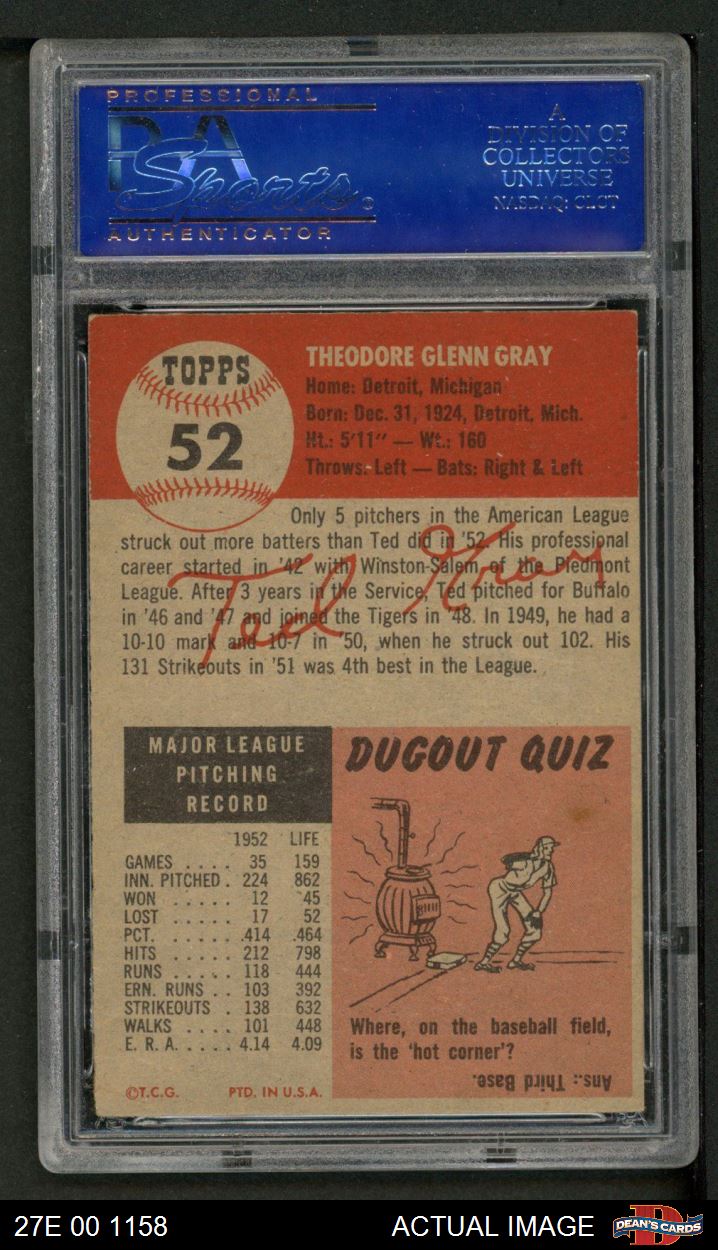 PROFESSIONAL
PSA
Sports
AUTHENTICATOR
A
DIVISION OF
COLLECTORS
UNIVERSE
NASDAQ: CLCT
TOPPS
52
THEODORE GLENN GRAY
Home: Detroit, Michigan
Born: Dec. 31, 1924, Detroit, Mich.
Ht.: 5'11" — Wt.: 160
Throws: Left — Bats: Right & Left
Only 5 pitchers in the American League
struck out more batters than Ted did in '52. His professional
career started in '42 with Winston-Salem of the Piedmont
League. After 3 years in the Service, Ted pitched for Buffalo
in '46 and '47 and joined the Tigers in '48. In 1949, he had a
10-10 mark and 10-7 in '50, when he struck out 102. His
131 Strikeouts in '51 was 4th best in the League.
Ted Gray
MAJOR LEAGUE
PITCHING
RECORD
1952 LIFE
GAMES .... 35 159
INN. PITCHED . 224 862
WON ..... 12 45
LOST ..... 17 52
PCT. ...... .414 .464
HITS ...... 212 798
RUNS ..... 118 444
ERN. RUNS .. 103 392
STRIKEOUTS . 138 632
WALKS .... 101 448
E. R. A. ..... 4.14 4.09
©T.C.G. PTD. IN U.S.A.
DUGOUT QUIZ
Where, on the baseball field,
is the 'hot corner'?
Ans.: Third Base.
27E 00 1158
ACTUAL IMAGE
D
DEAN'S CARDS